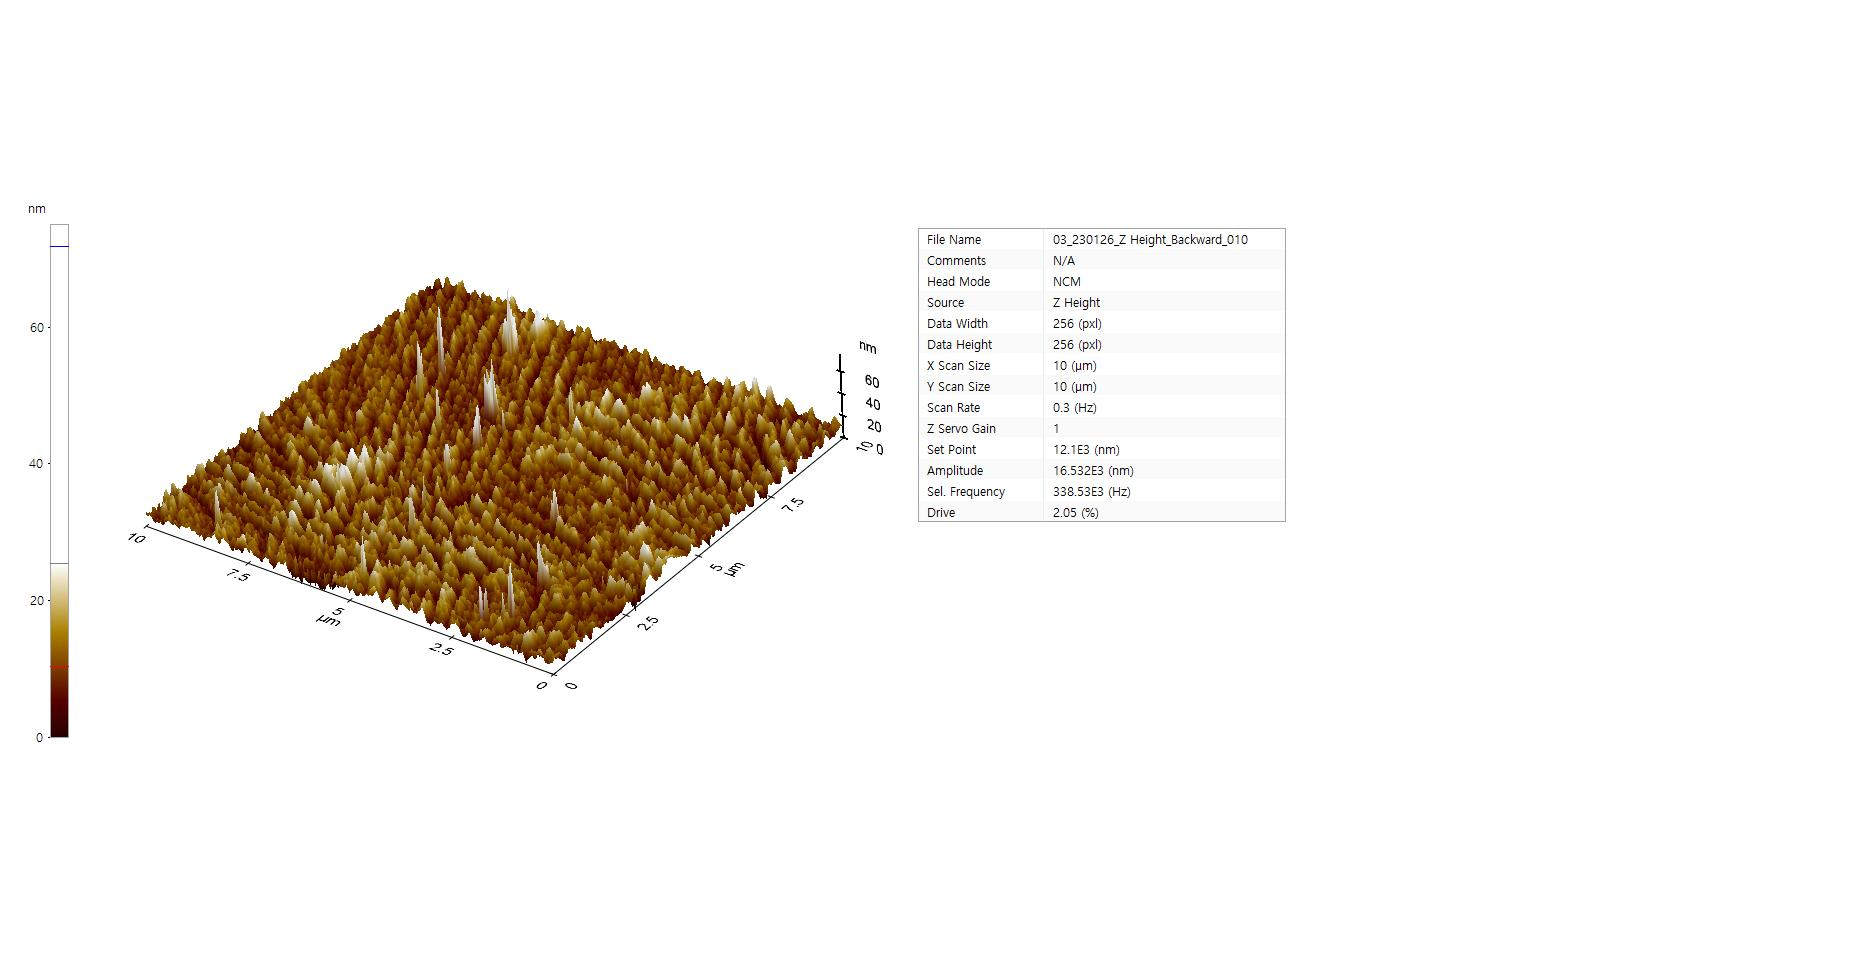 nm
60
40
20
0
nm
60
40
20
0
10
7.5
5
µm
2.5
0
10
7.5
5
µm
2.5
0
File Name 03_230126_Z Height_Backward_010
Comments N/A
Head Mode NCM
Source Z Height
Data Width 256 (pxl)
Data Height 256 (pxl)
X Scan Size 10 (µm)
Y Scan Size 10 (µm)
Scan Rate 0.3 (Hz)
Z Servo Gain 1
Set Point 12.1E3 (nm)
Amplitude 16.532E3 (nm)
Sel. Frequency 338.53E3 (Hz)
Drive 2.05 (%)